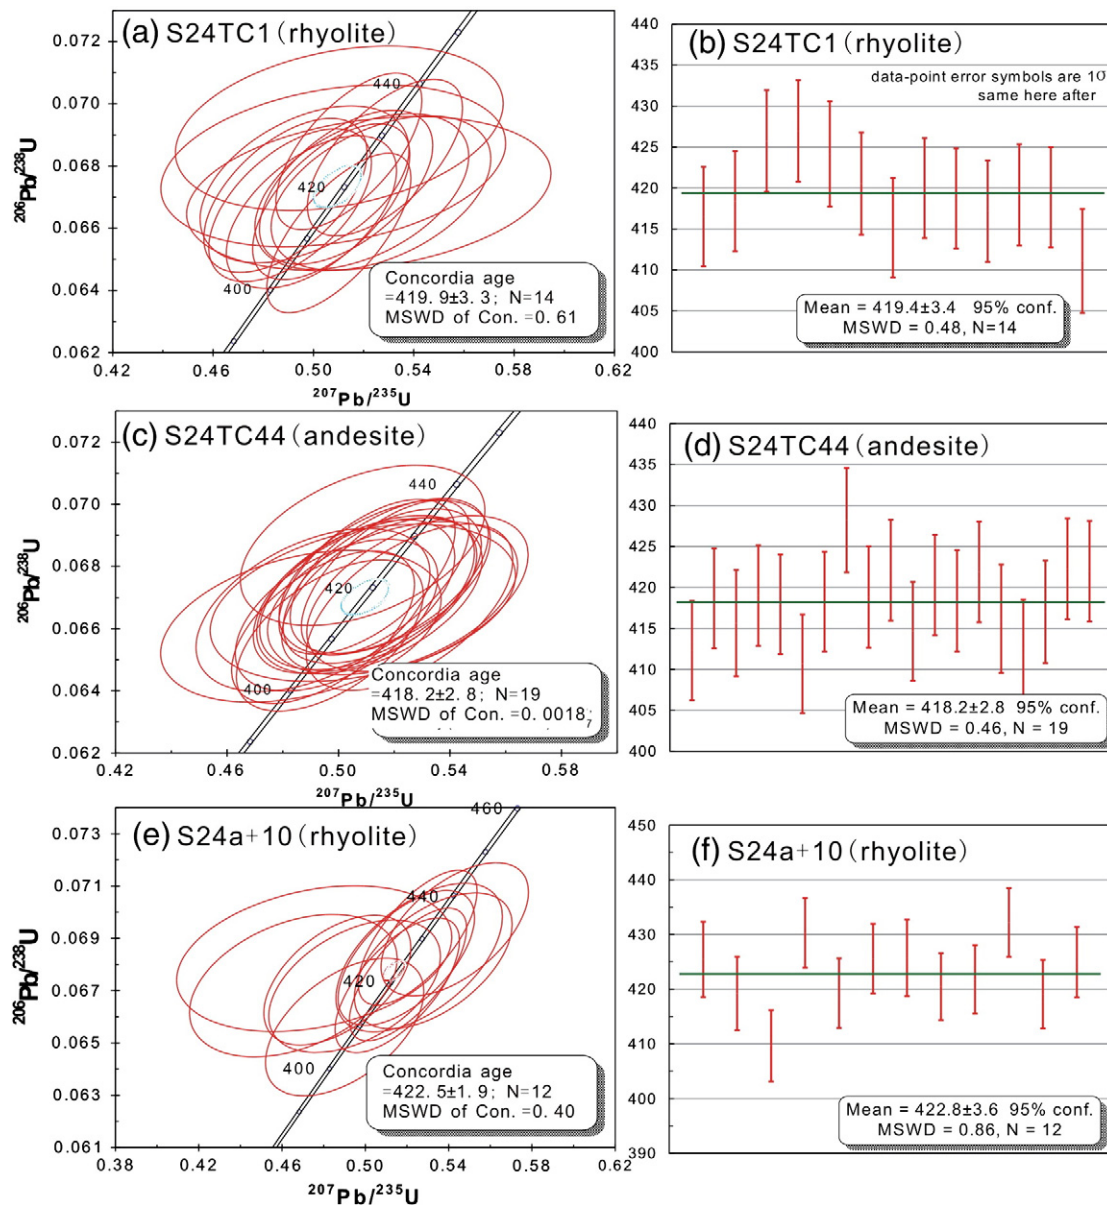 (a) S24TC1(rhyolite)
0.072
0.070
0.068
0.066
0.064
0.062
206Pb/238U
440
420
400
Concordia age
=419.9±3.3; N=14
MSWD of Con.=0.61
0.42 0.46 0.50 0.54 0.58 0.62
207Pb/235U
(b) S24TC1(rhyolite)
data-point error symbols are 1σ
same here after
440
435
430
425
420
415
410
405
400
Mean = 419.4±3.4 95% conf.
MSWD = 0.48, N=14
(c) S24TC44(andesite)
0.072
0.070
0.068
0.066
0.064
0.062
206Pb/238U
440
420
400
Concordia age
=418.2±2.8; N=19
MSWD of Con.=0.0018;
0.42 0.46 0.50 0.54 0.58
207Pb/235U
(d) S24TC44(andesite)
440
435
430
425
420
415
410
405
400
Mean = 418.2±2.8 95% conf.
MSWD = 0.46, N = 19
(e) S24a+10(rhyolite)
0.073
0.071
0.069
0.067
0.065
0.063
0.061
206Pb/238U
460
440
420
400
Concordia age
=422.5±1.9; N=12
MSWD of Con.=0.40
0.38 0.42 0.46 0.50 0.54 0.58 0.62
207Pb/235U
(f) S24a+10(rhyolite)
450
440
430
420
410
400
390
Mean = 422.8±3.6 95% conf.
MSWD = 0.86, N = 12